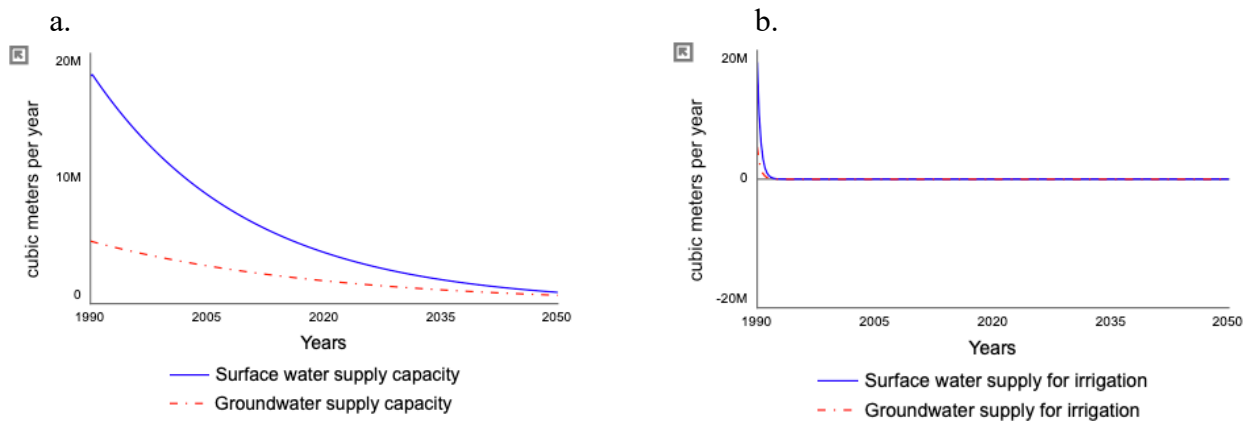 a.
20M
10M
0
cubic meters per year
1990 2005 2020 2035 2050
Years
Surface water supply capacity
Groundwater supply capacity
b.
20M
0
-20M
cubic meters per year
1990 2005 2020 2035 2050
Years
Surface water supply for irrigation
Groundwater supply for irrigation